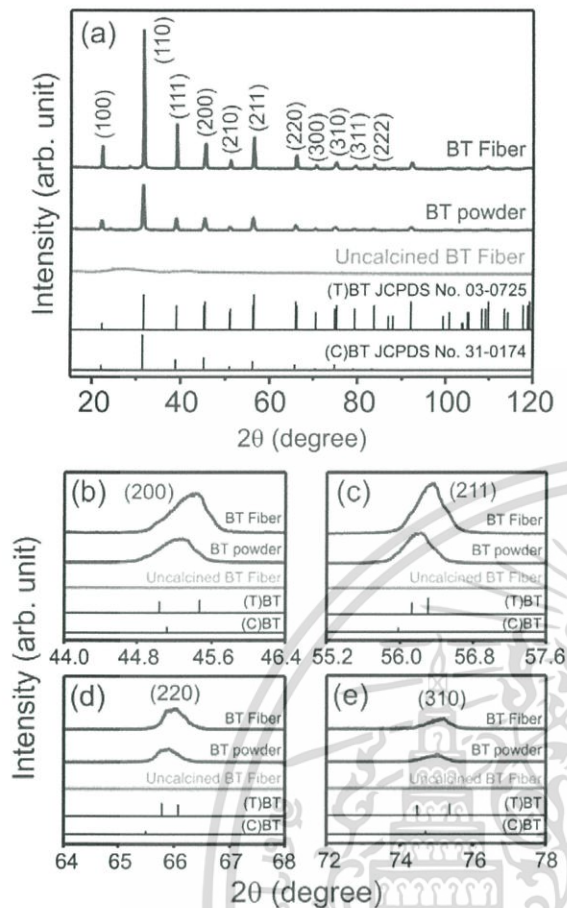 (a)
(110)
(100)
(111)
(200)
(210)
(211)
(220)
(300)
(310)
(311)
(222)
BT Fiber
BT powder
Uncalcined BT Fiber
(T)BT JCPDS No. 03-0725
(C)BT JCPDS No. 31-0174
Intensity (arb. unit)
20 40 60 80 100 120
2θ (degree)
(b) (200)
BT Fiber
BT powder
Uncalcined BT Fiber
(T)BT
(C)BT
44.0 44.8 45.6 46.4
(c) (211)
BT Fiber
BT powder
Uncalcined BT Fiber
(T)BT
(C)BT
55.2 56.0 56.8 57.6
Intensity (arb. unit)
(d) (220)
BT Fiber
BT powder
Uncalcined BT Fiber
(T)BT
(C)BT
64 65 66 67 68
(e) (310)
BT Fiber
BT powder
Uncalcined BT Fiber
(T)BT
(C)BT
72 74 76 78
2θ (degree)